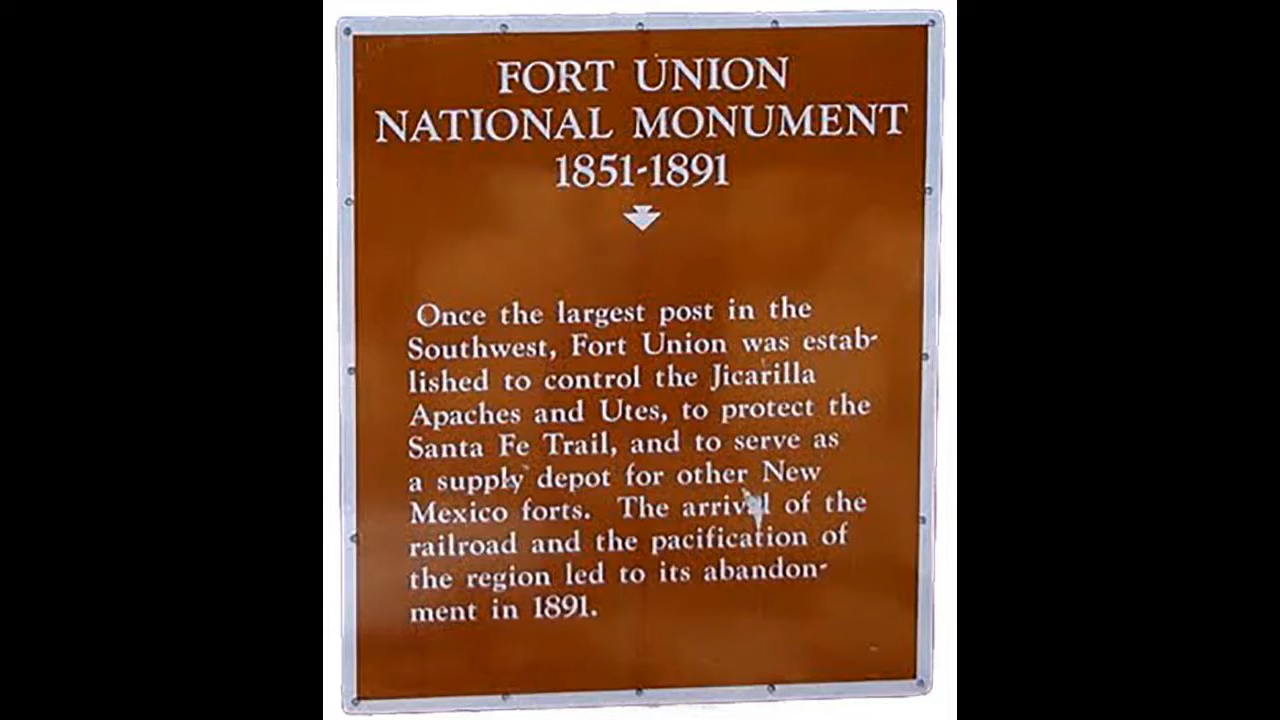 FORT UNION
NATIONAL MONUMENT
1851-1891
Once the largest post in the
Southwest, Fort Union was estab-
lished to control the Jicarilla
Apaches and Utes, to protect the
Santa Fe Trail, and to serve as
a supply depot for other New
Mexico forts. The arrival of the
railroad and the pacification of
the region led to its abandon-
ment in 1891.